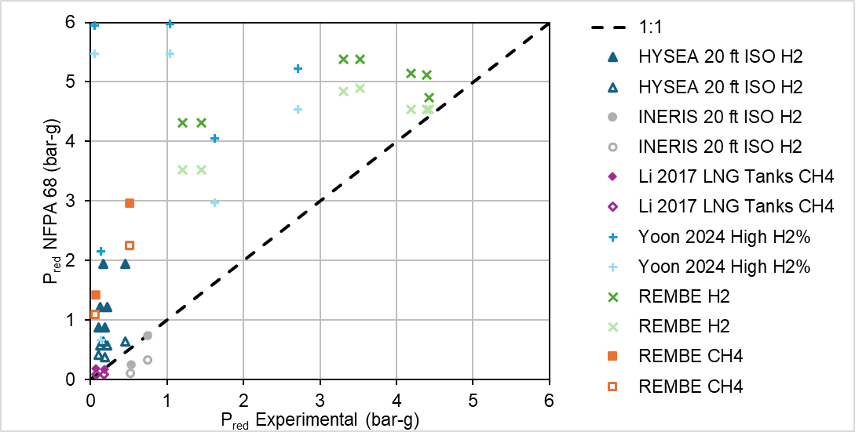 6
5
4
3
2
1
0
P_red NFPA 68 (bar-g)
0 1 2 3 4 5 6
P_red Experimental (bar-g)
1:1
HYSEA 20 ft ISO H2
HYSEA 20 ft ISO H2
INERIS 20 ft ISO H2
INERIS 20 ft ISO H2
Li 2017 LNG Tanks CH4
Li 2017 LNG Tanks CH4
Yoon 2024 High H2%
Yoon 2024 High H2%
REMBE H2
REMBE H2
REMBE CH4
REMBE CH4